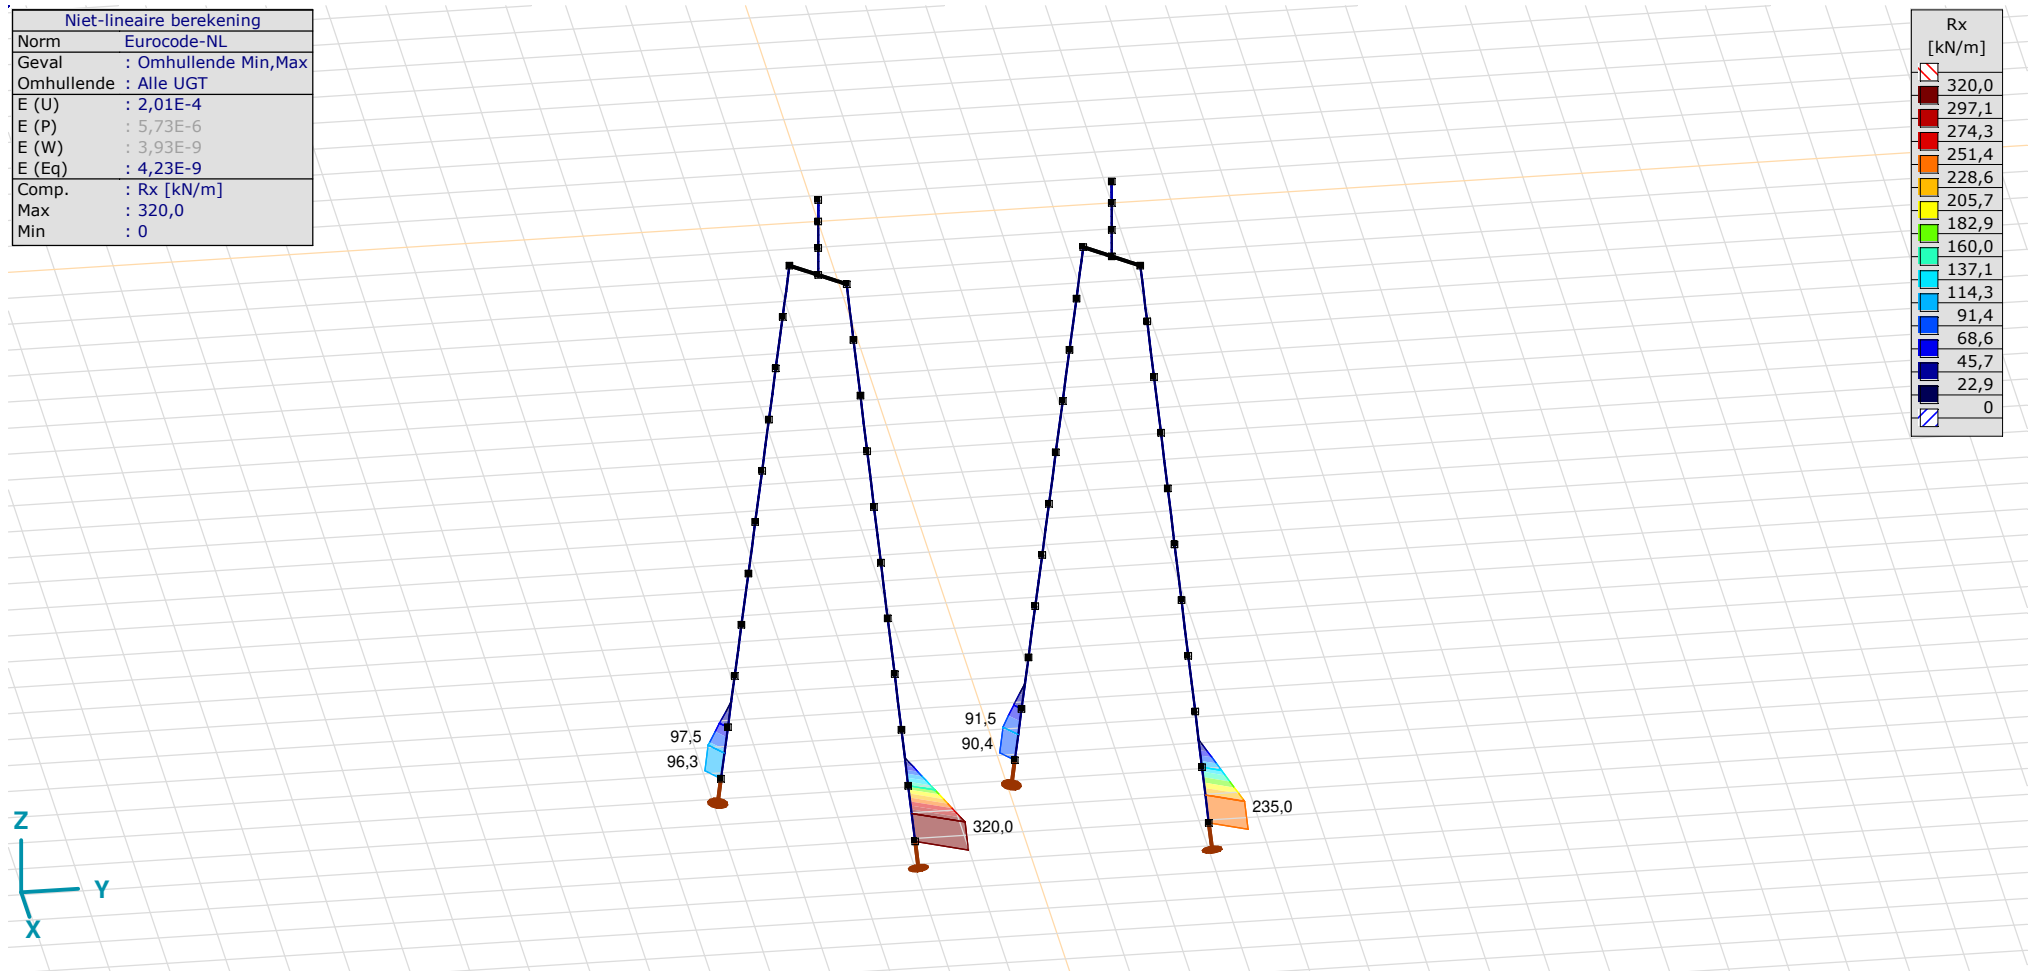 Niet-lineaire berekening
Norm Eurocode-NL
Geval : Omhullende Min,Max
Omhullende : Alle UGT
E (U) : 2,01E-4
E (P) : 5,73E-6
E (W) : 3,93E-9
E (Eq) : 4,23E-9
Comp. : Rx [kN/m]
Max : 320,0
Min : 0
Rx
[kN/m]
320,0
297,1
274,3
251,4
228,6
205,7
182,9
160,0
137,1
114,3
91,4
68,6
45,7
22,9
0
97,5
96,3
320,0
91,5
90,4
235,0
Z
Y
X